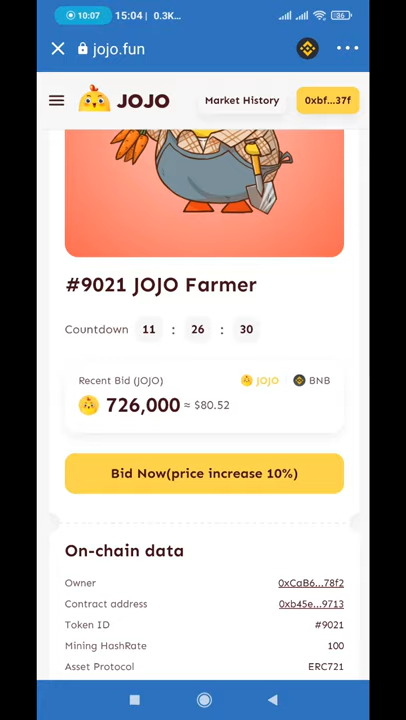 10:07 15:04 | 0.3K... 36
jojo.fun
JOJO Market History 0xbf...37f
#9021 JOJO Farmer
Countdown 11 : 26 : 30
Recent Bid (JOJO) JOJO BNB
726,000 ≈ $80.52
Bid Now(price increase 10%)
On-chain data
Owner 0xCaB6...78f2
Contract address 0xb45e...9713
Token ID #9021
Mining HashRate 100
Asset Protocol ERC721